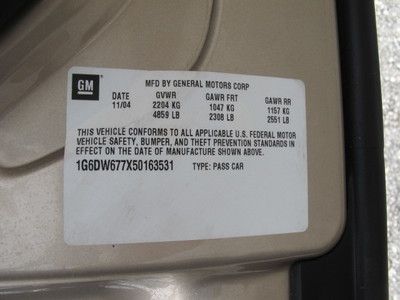 GM
MFD BY GENERAL MOTORS CORP
DATE GVWR GAWR FRT GAWR RR
11/04 2204 KG 1047 KG 1157 KG
4859 LB 2308 LB 2551 LB
THIS VEHICLE CONFORMS TO ALL APPLICABLE U.S. FEDERAL MOTOR
VEHICLE SAFETY, BUMPER, AND THEFT PREVENTION STANDARDS IN
EFFECT ON THE DATE OF MANUFACTURE SHOWN ABOVE.
1G6DW677X50163531 TYPE: PASS CAR